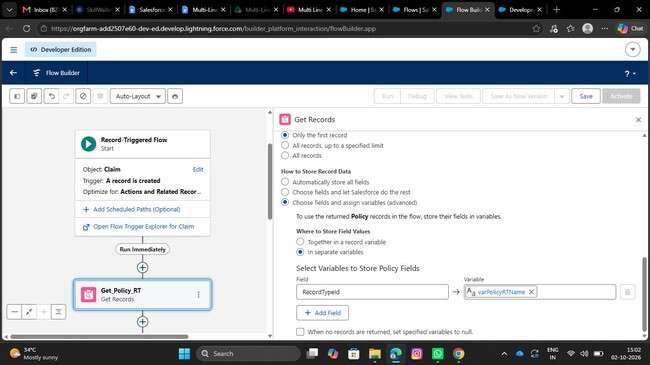 Inbox (8
SkillWalle
Salesforce
Multi-Line
Multi-Line
Multi Line
Home | Sa
Flows | Sa
Flow Build
Develope
https://orgfarm-add2507e60-dev-ed.develop.lightning.force.com/builder_platform_interaction/flowBuilder.app
Chat
Developer Edition
Flow Builder
?
Auto-Layout
Run
Debug
View Tests
Save As New Version
Save
Activate
Record-Triggered Flow
Start
Object: Claim
Edit
Trigger: A record is created
Optimize for: Actions and Related Recor...
+ Add Scheduled Paths (Optional)
Open Flow Trigger Explorer for Claim
Run Immediately
Get_Policy_RT
Get Records
Get Records
Only the first record
All records, up to a specified limit
All records
How to Store Record Data
Automatically store all fields
Choose fields and let Salesforce do the rest
Choose fields and assign variables (advanced)
To use the returned Policy records in the flow, store their fields in variables.
Where to Store Field Values
Together in a record variable
In separate variables
Select Variables to Store Policy Fields
Field
Variable
RecordTypeId
→
Aa varPolicyRTName ×
+ Add Field
When no records are returned, set specified variables to null.
34°C
Mostly sunny
Search
ENG
IN
15:02
02-10-2026